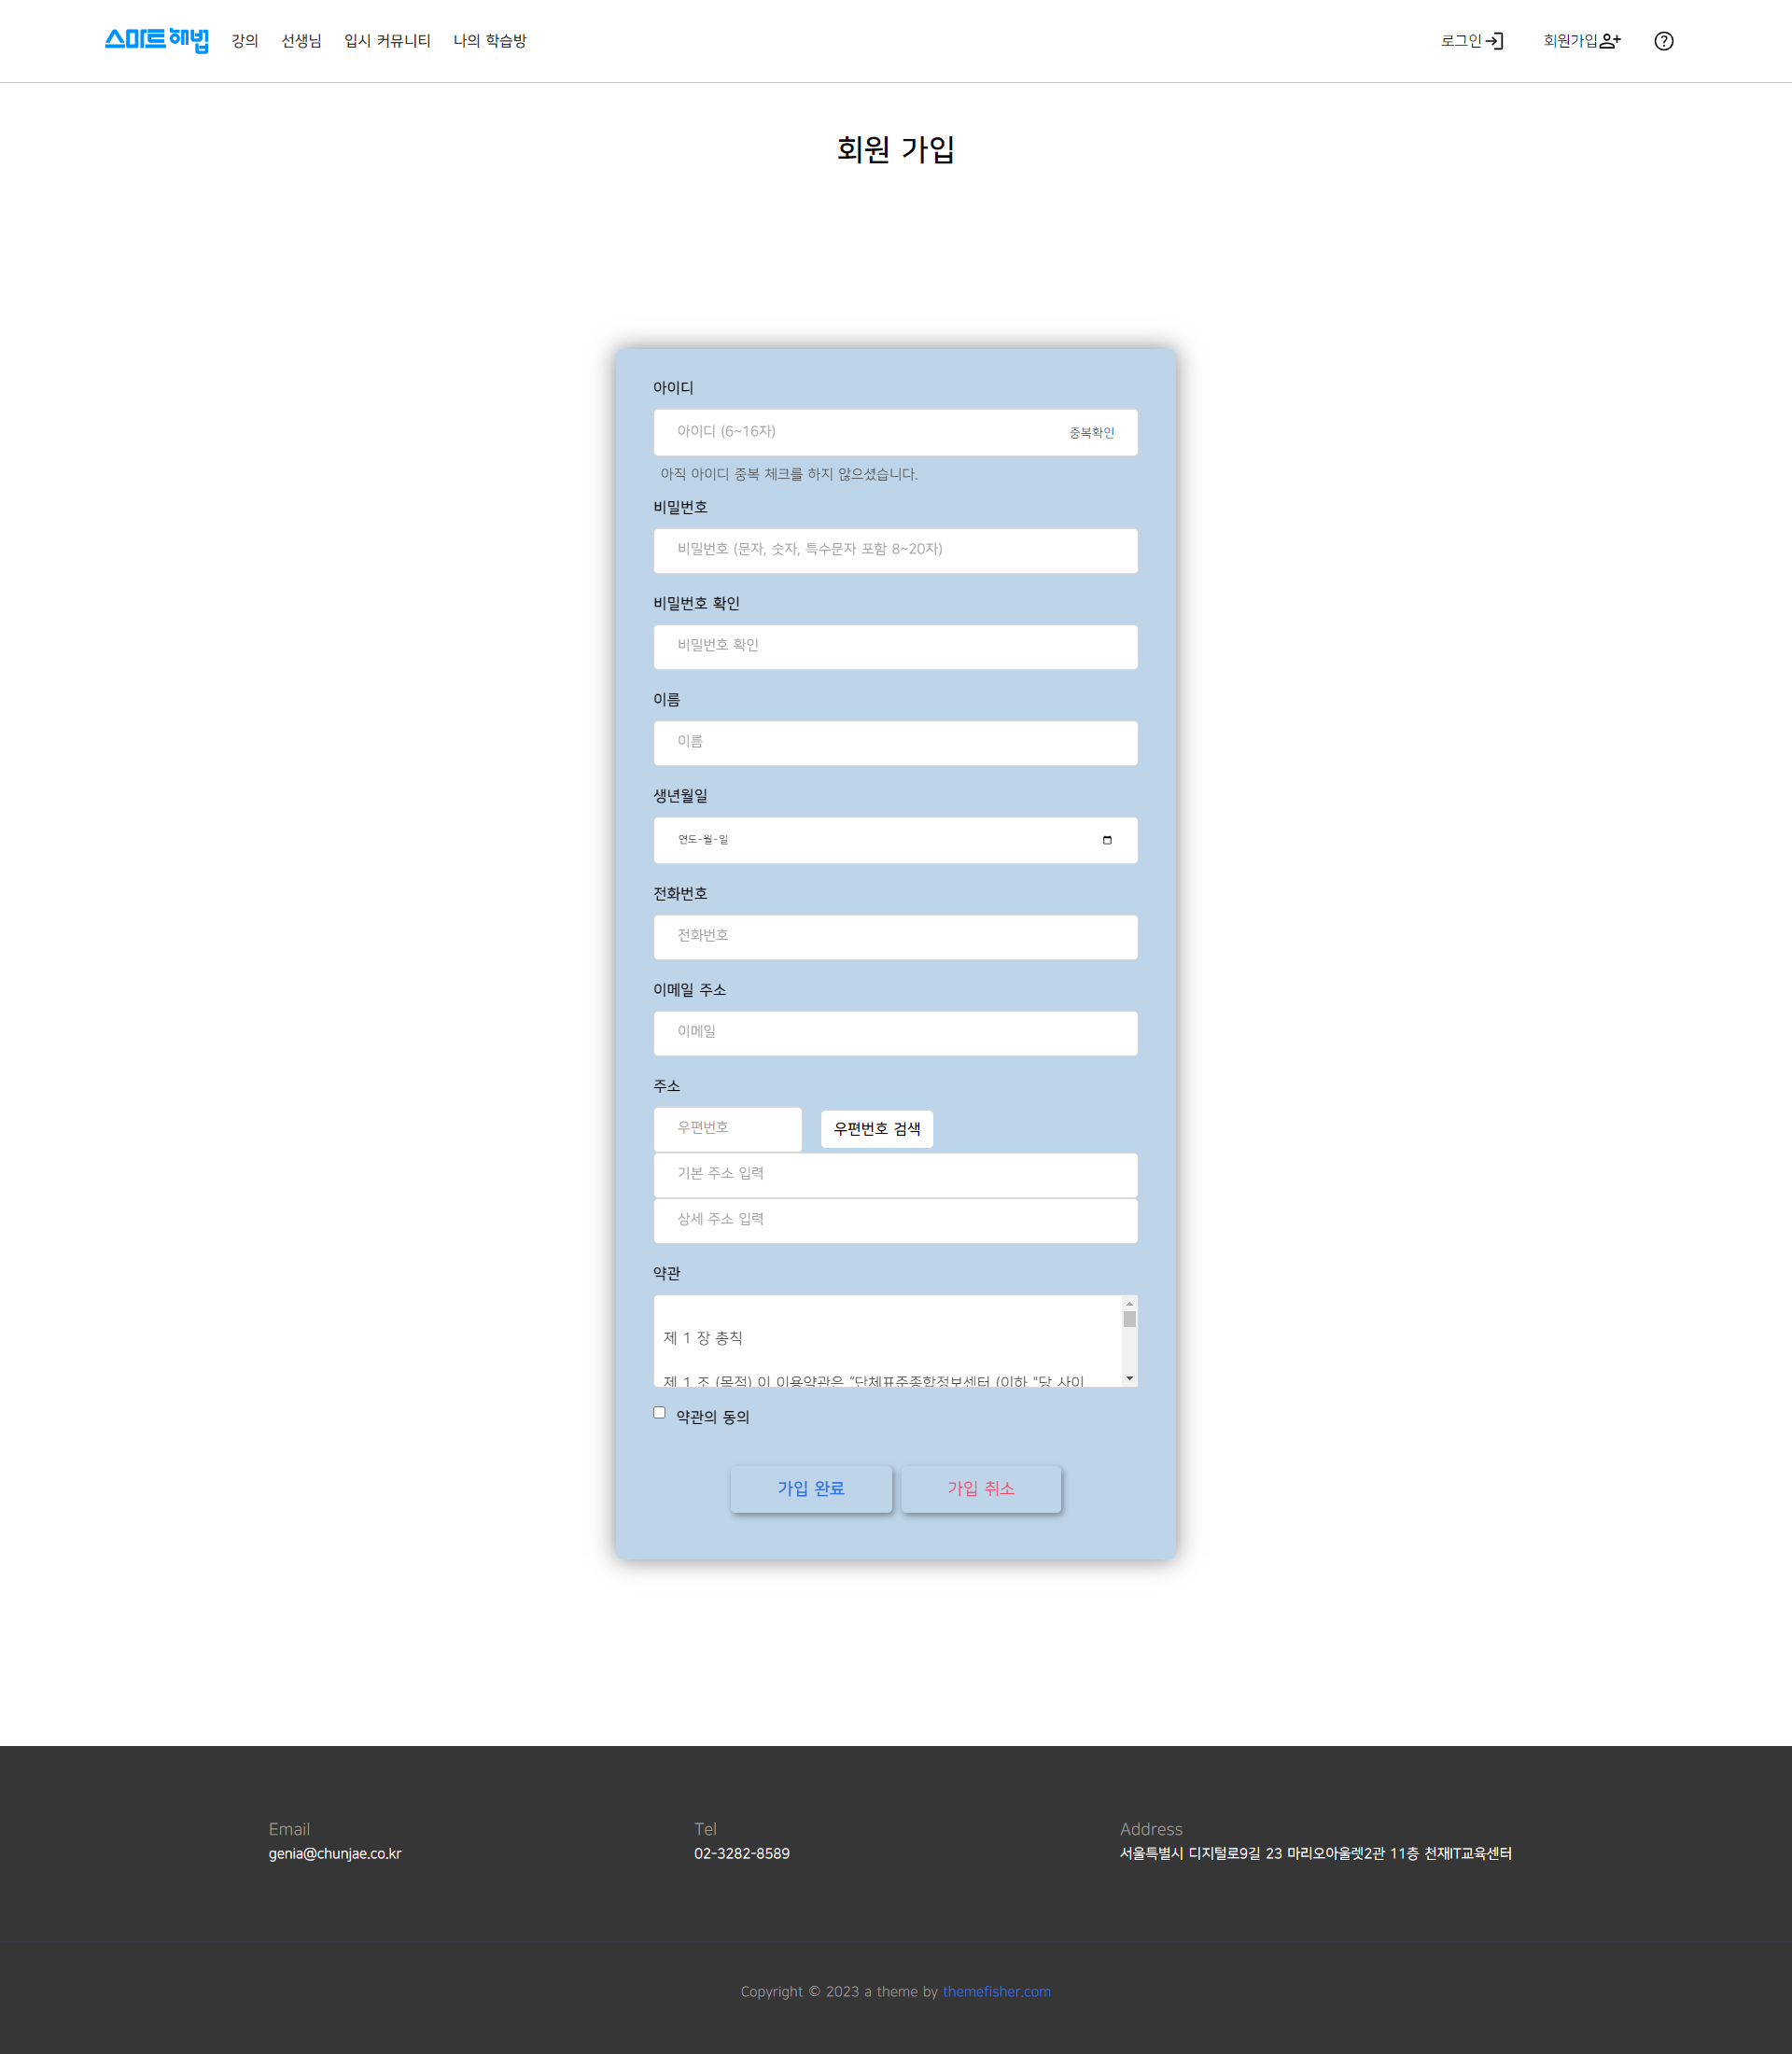 스마트해법 강의 선생님 입시 커뮤니티 나의 학습방 로그인 회원가입
회원 가입
아이디
아이디 (6~16자) 중복확인
아직 아이디 중복 체크를 하지 않으셨습니다.
비밀번호
비밀번호 (문자, 숫자, 특수문자 포함 8~20자)
비밀번호 확인
비밀번호 확인
이름
이름
생년월일
연도-월-일
전화번호
전화번호
이메일 주소
이메일
주소
우편번호 우편번호 검색
기본 주소 입력
상세 주소 입력
약관
제 1 장 총칙
제 1 조 (목적) 이 이용약관은 “단체표준종합정보센터 (이하 "당 사이
약관의 동의
가입 완료 가입 취소
Email Tel Address
genia@chunjae.co.kr 02-3282-8589 서울특별시 디지털로9길 23 마리오아울렛2관 11층 천재IT교육센터
Copyright © 2023 a theme by themefisher.com